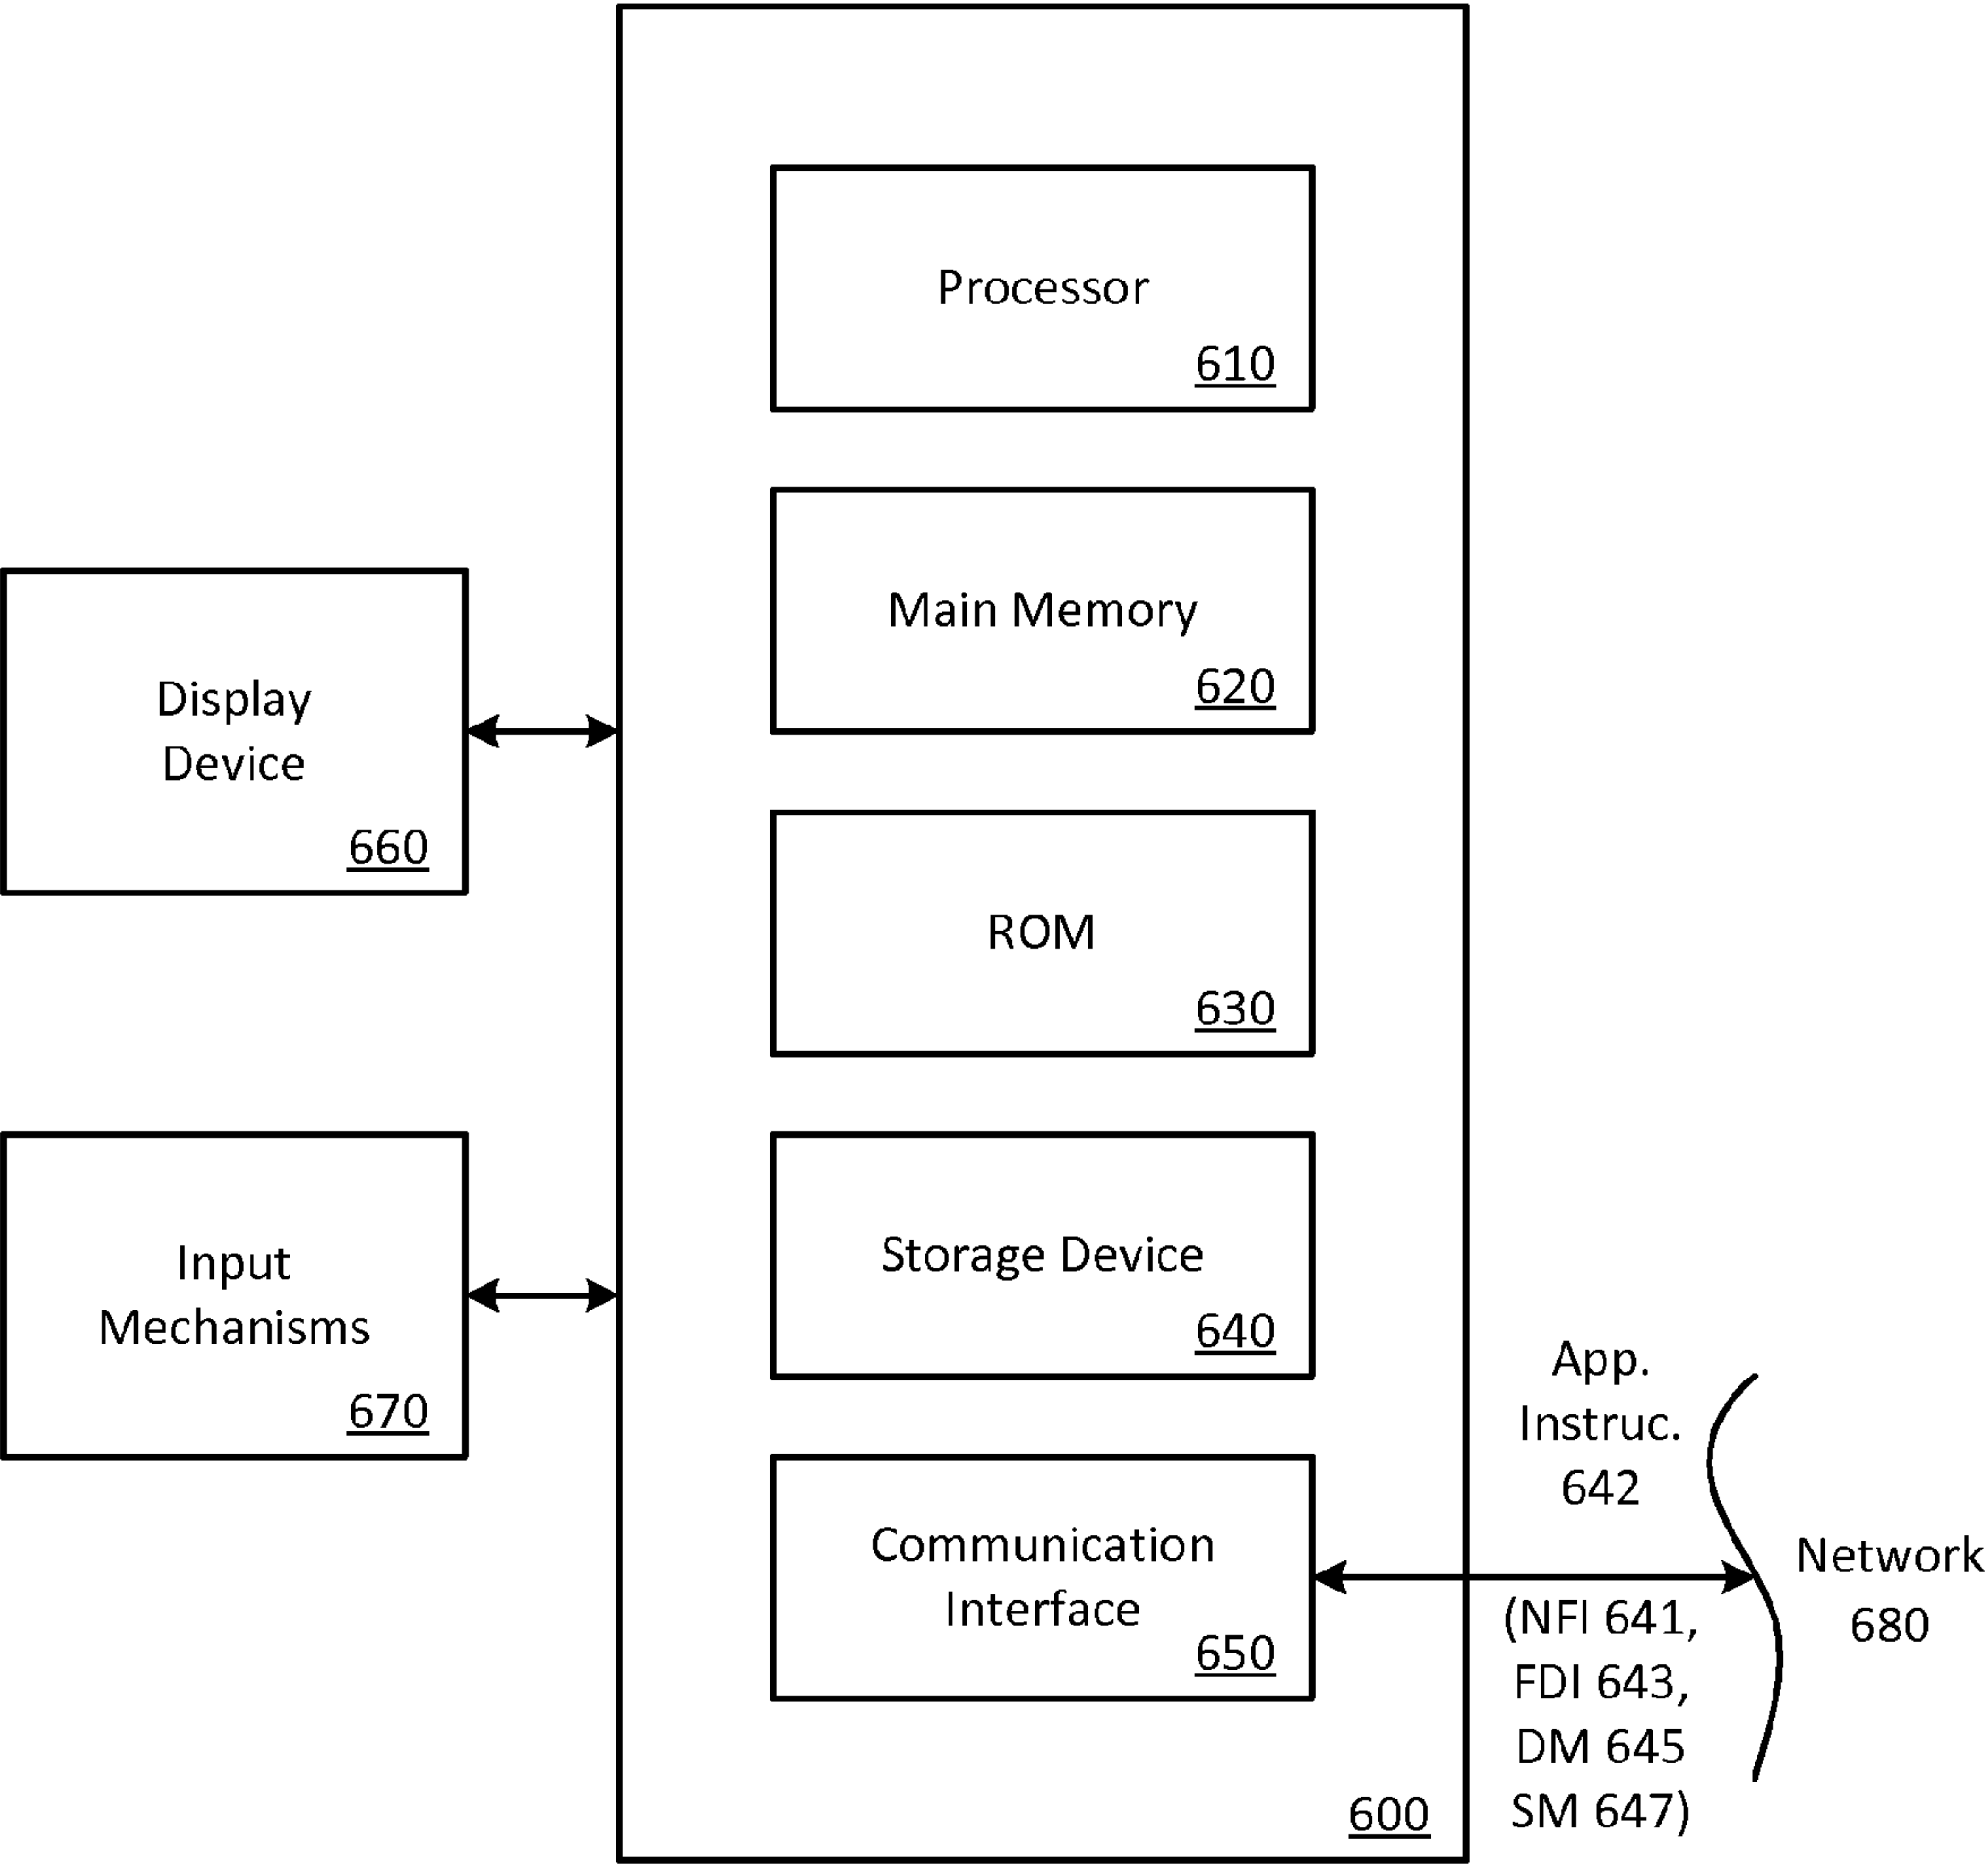 Processor
610
Main Memory
620
Display
Device
660
ROM
630
Input
Mechanisms
670
Storage Device
640
Communication
Interface
650
App.
Instruc.
642
(NFI 641,
FDI 643,
DM 645
SM 647)
Network
680
600